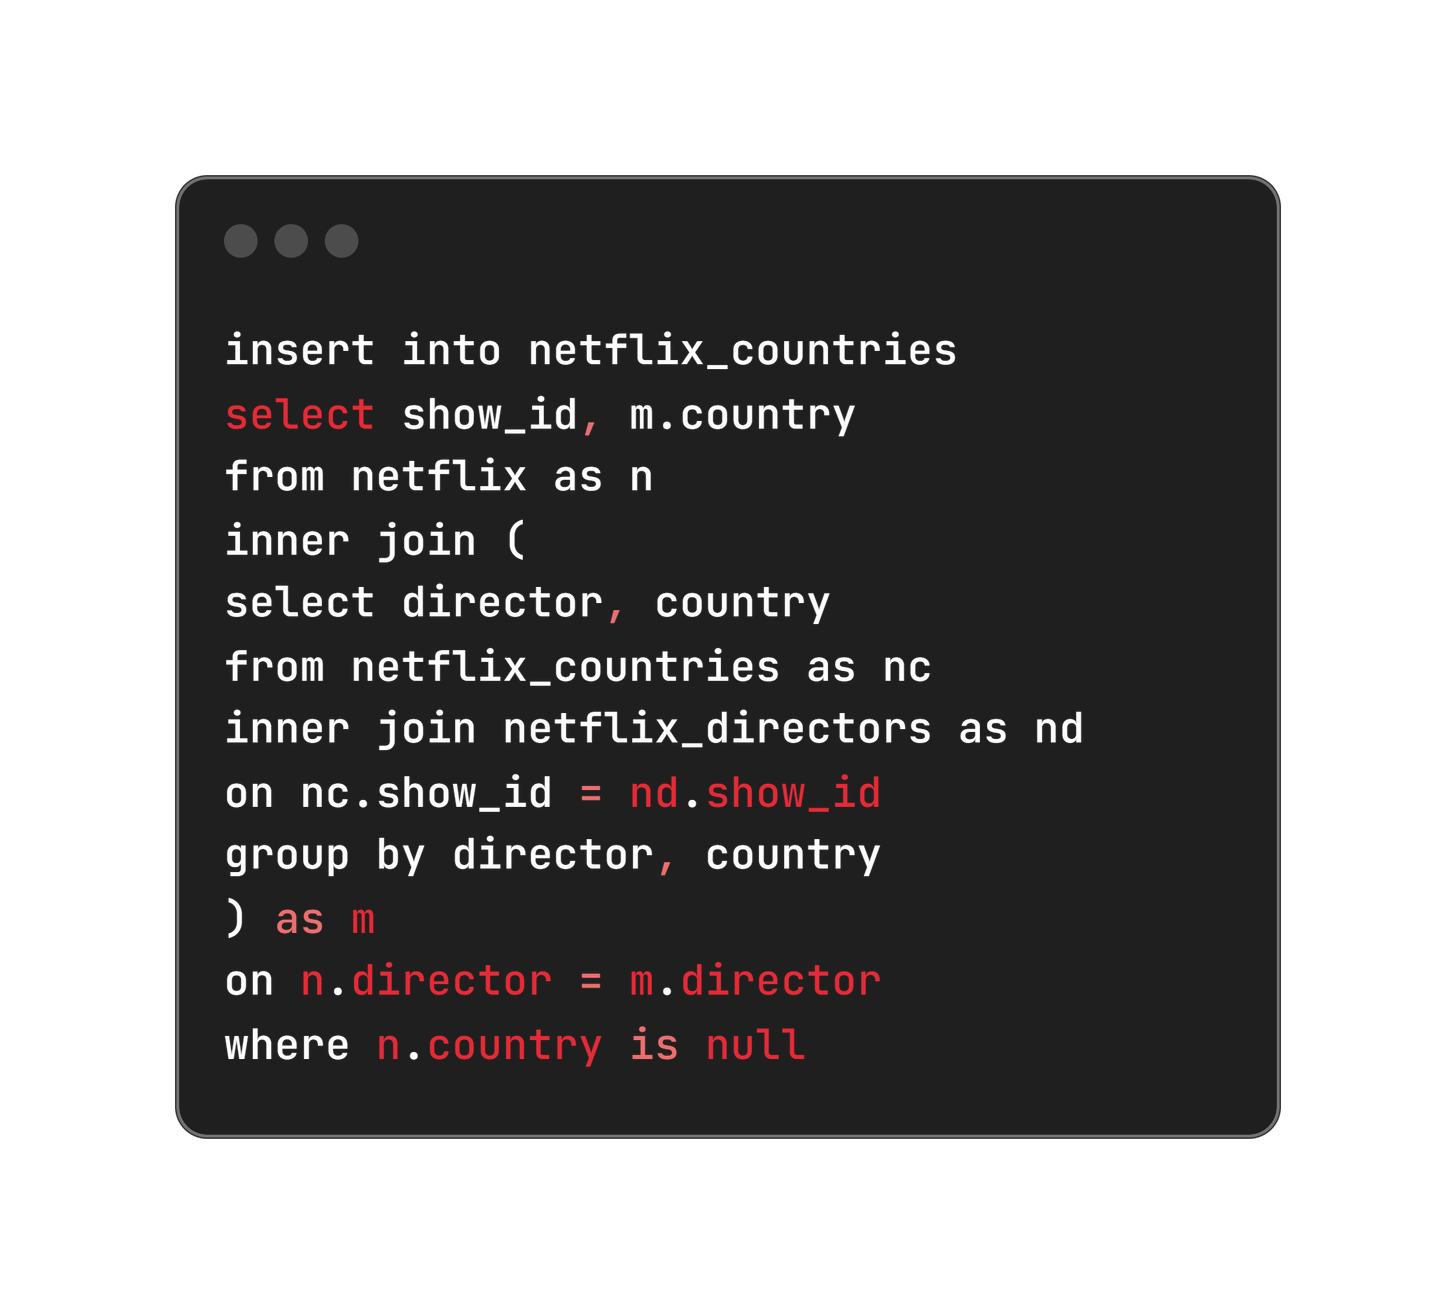 insert into netflix_countries
select show_id, m.country
from netflix as n
inner join (
select director, country
from netflix_countries as nc
inner join netflix_directors as nd
on nc.show_id = nd.show_id
group by director, country
) as m
on n.director = m.director
where n.country is null